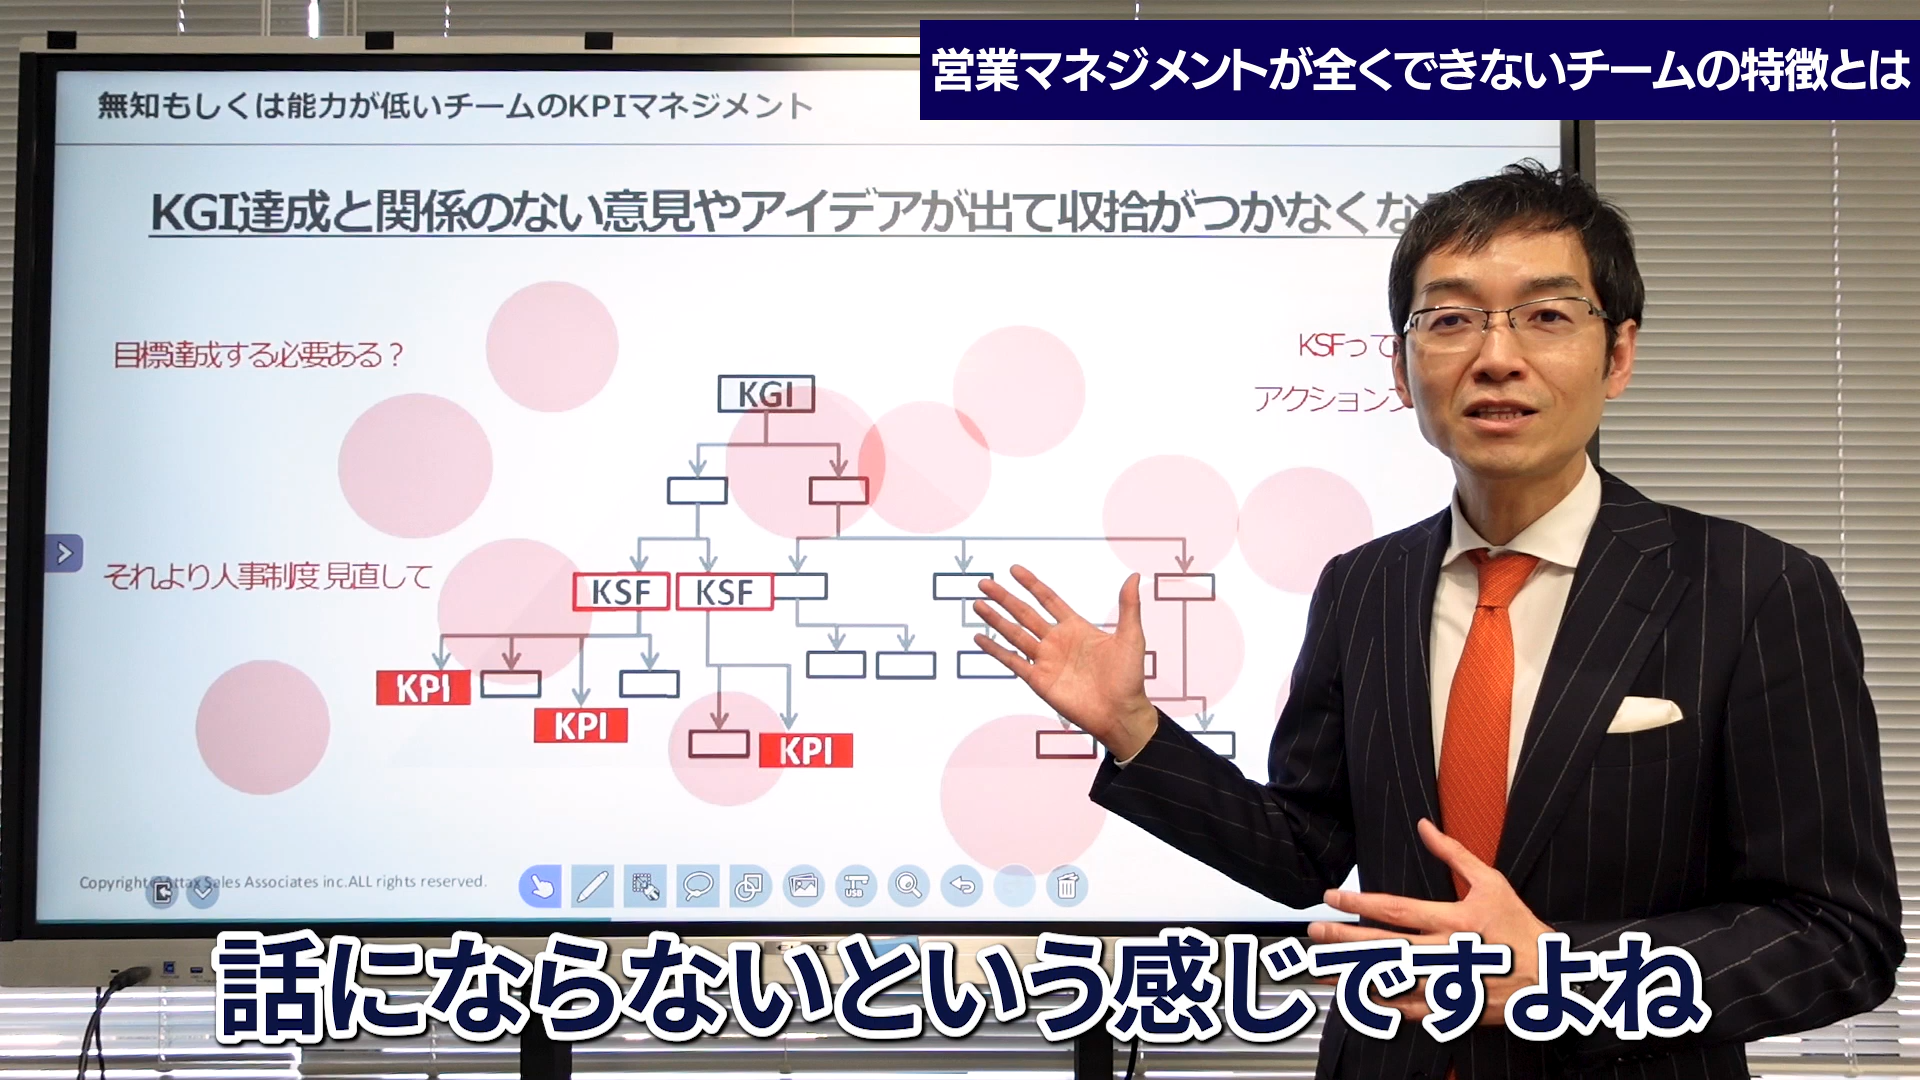 営業マネジメントが全くできないチームの特徴とは
無知もしくは能力が低いチームのKPIマネジメント
KGI達成と関係のない意見やアイデアが出て収拾がつかなくな
目標達成する必要ある？
KSFって
アクション
KGI
それより人事制度見直して
KSF
KSF
KPI
KPI
KPI
Copyright Attax Sales Associates inc.ALL rights reserved.
USB
話にならないという感じですよね